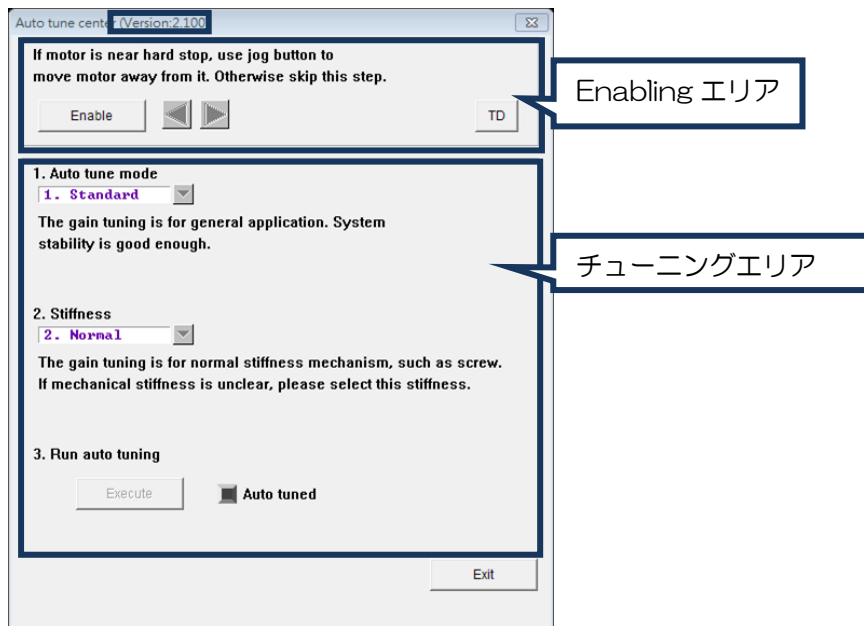 Auto tune center (Version:2.100
If motor is near hard stop, use jog button to
move motor away from it. Otherwise skip this step.
Enable
TD
Enabling エリア
1. Auto tune mode
1. Standard
The gain tuning is for general application. System
stability is good enough.
チューニングエリア
2. Stiffness
2. Normal
The gain tuning is for normal stiffness mechanism, such as screw.
If mechanical stiffness is unclear, please select this stiffness.
3. Run auto tuning
Execute
Auto tuned
Exit